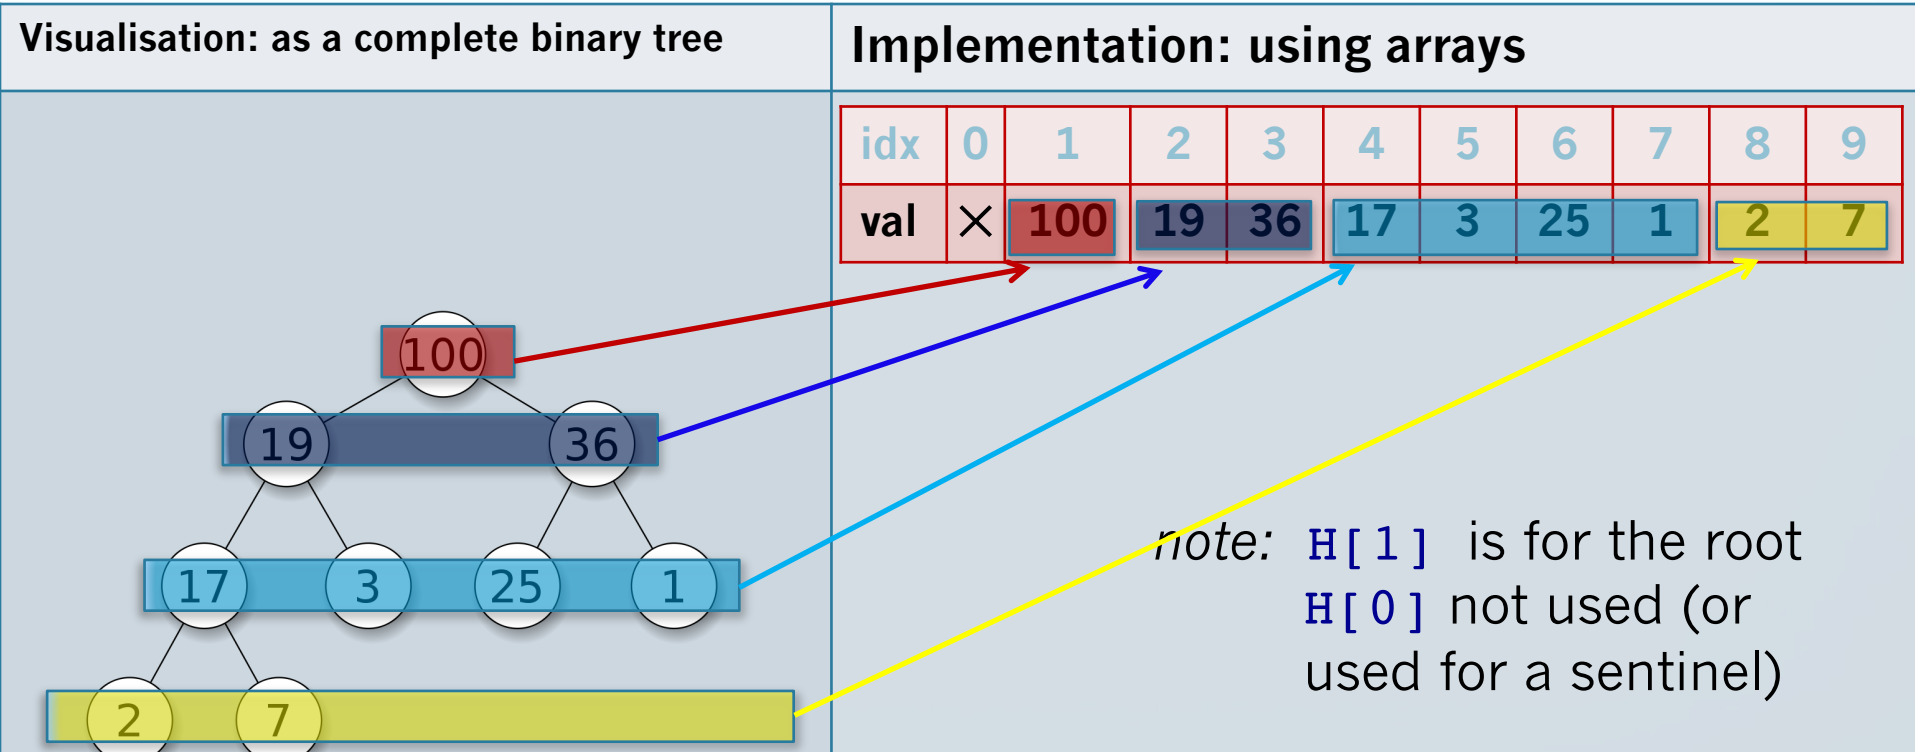 Visualisation: as a complete binary tree
Implementation: using arrays
idx 0 1 2 3 4 5 6 7 8 9
val × 100 19 36 17 3 25 1 2 7
100
19 36
17 3 25 1
2 7
note: H[1] is for the root
H[0] not used (or
used for a sentinel)